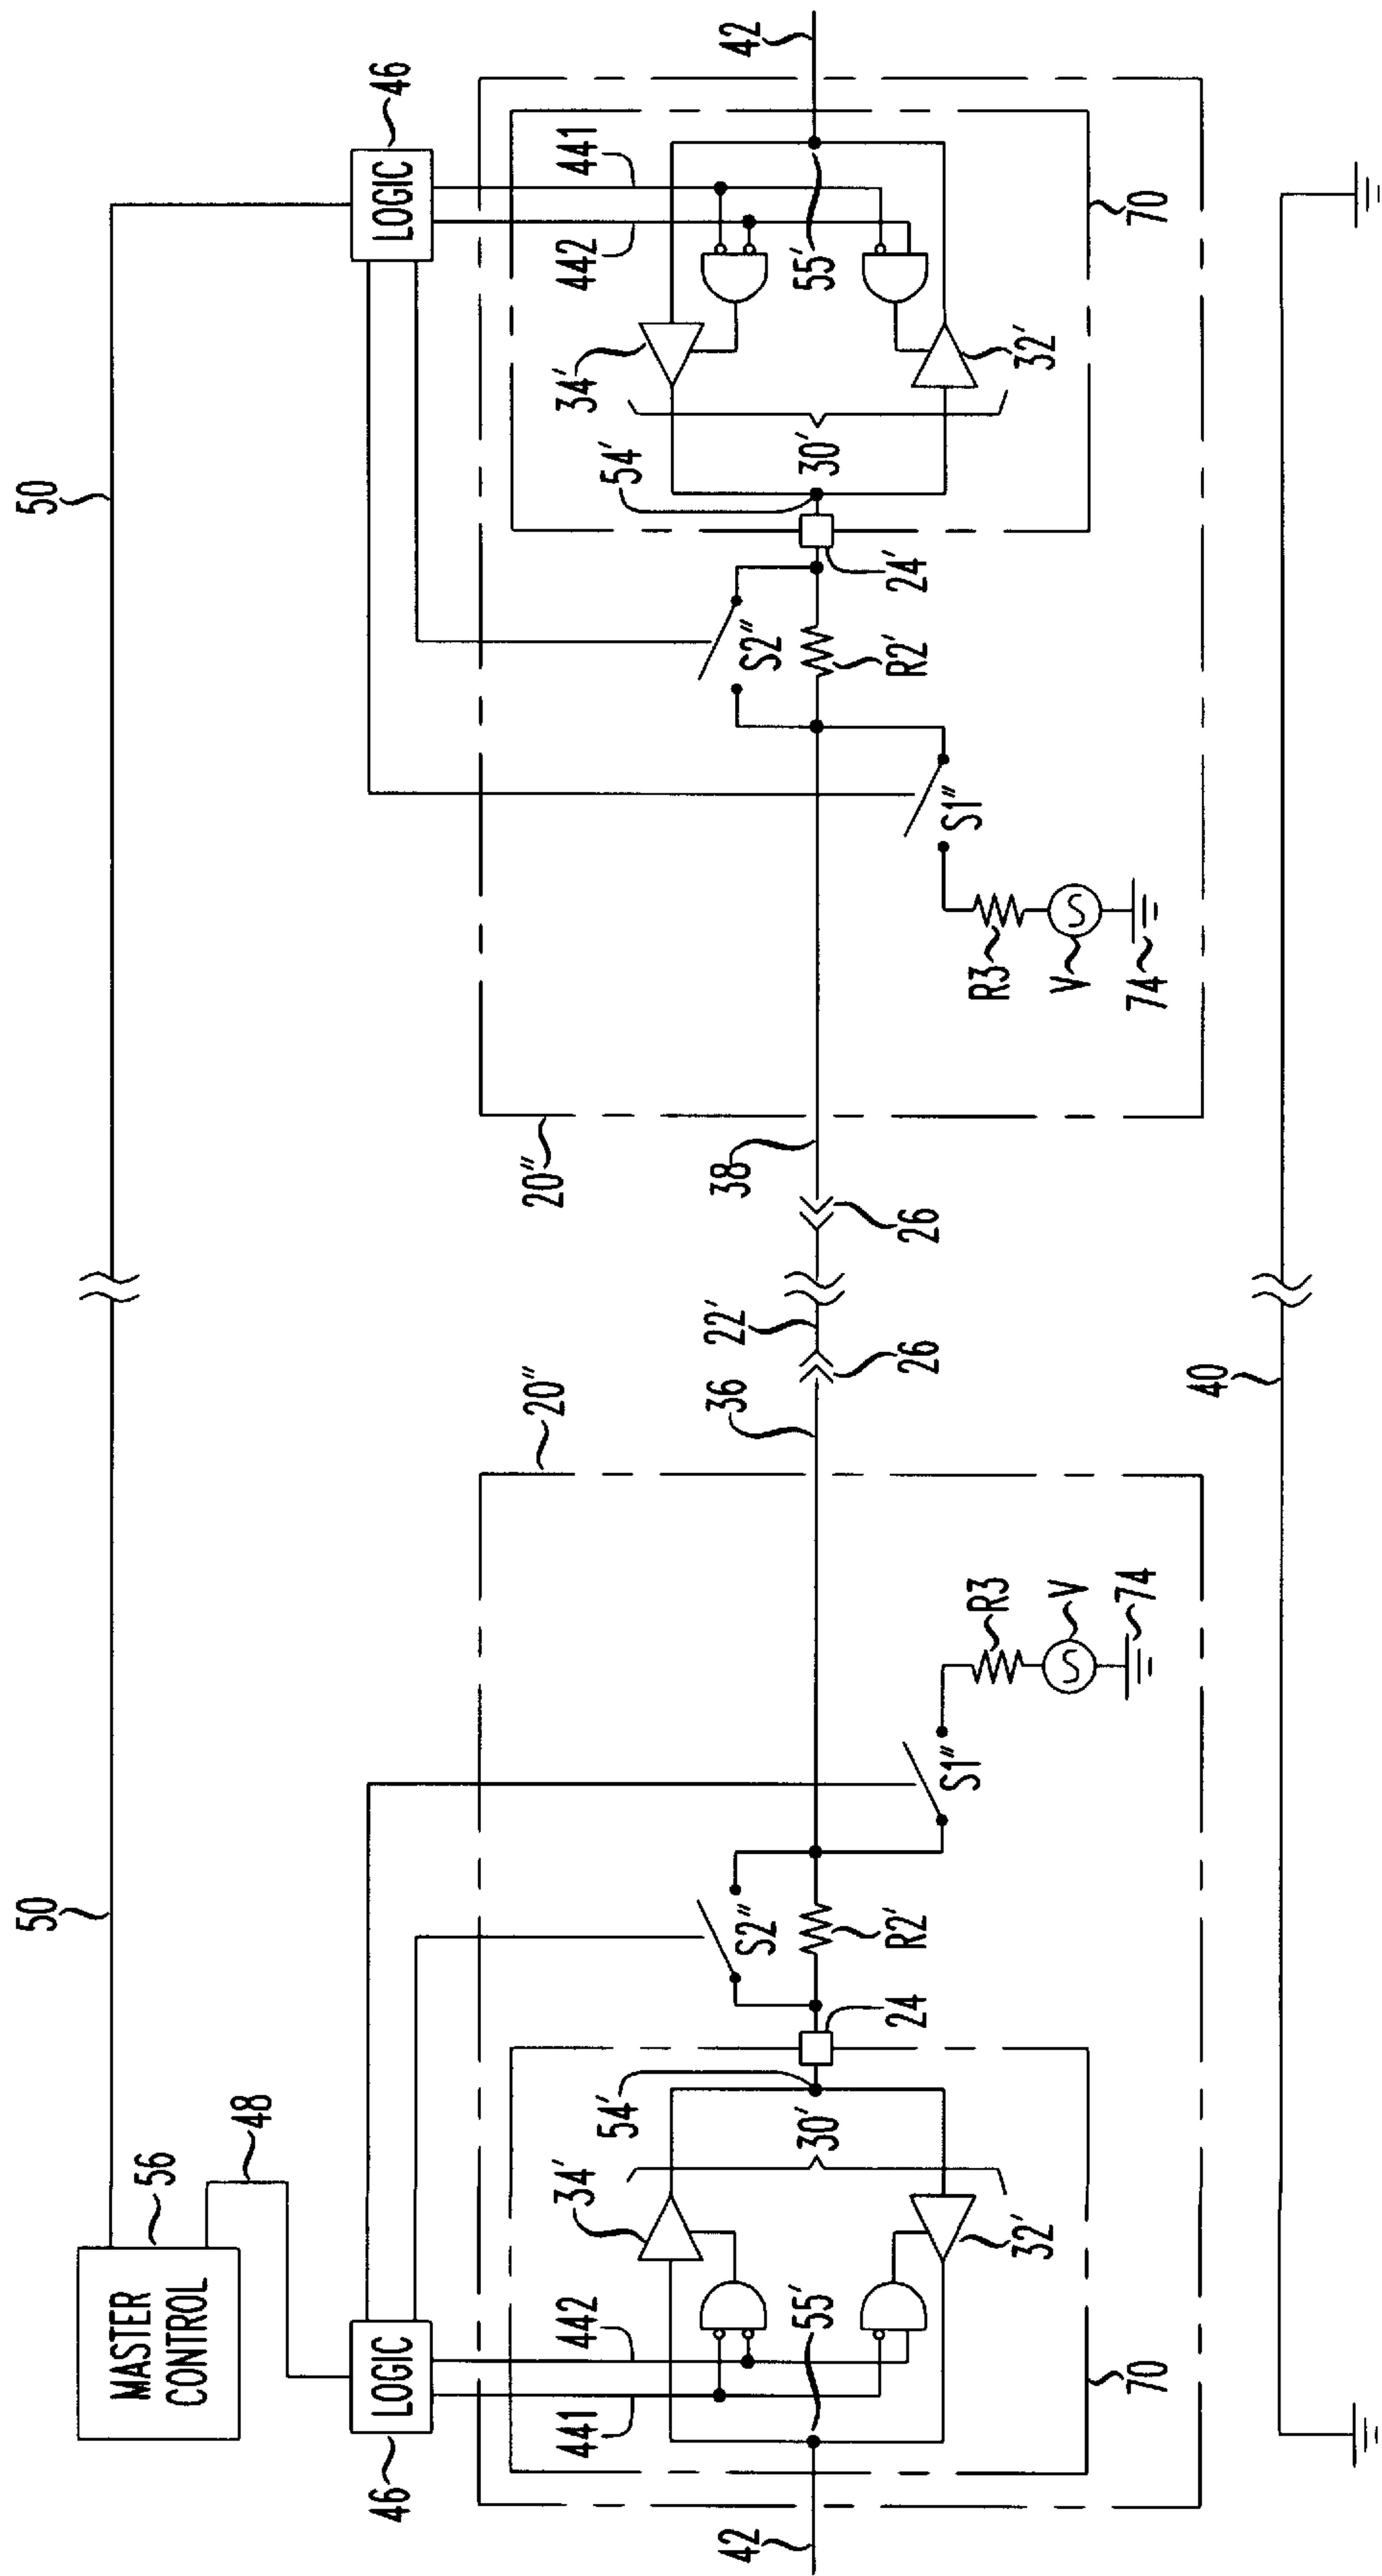 50
50
MASTER
CONTROL
56
48
46
LOGIC
LOGIC
46
20"
20"
441
442
34'
34'
442
441
54'
54'
42
S2"
36
38
S2"
42
55'
30'
22'
30'
55'
24
R2'
26
26
R2'
24'
S1"
S1"
32'
R3
R3
32'
V
V
70
74
74
70
40